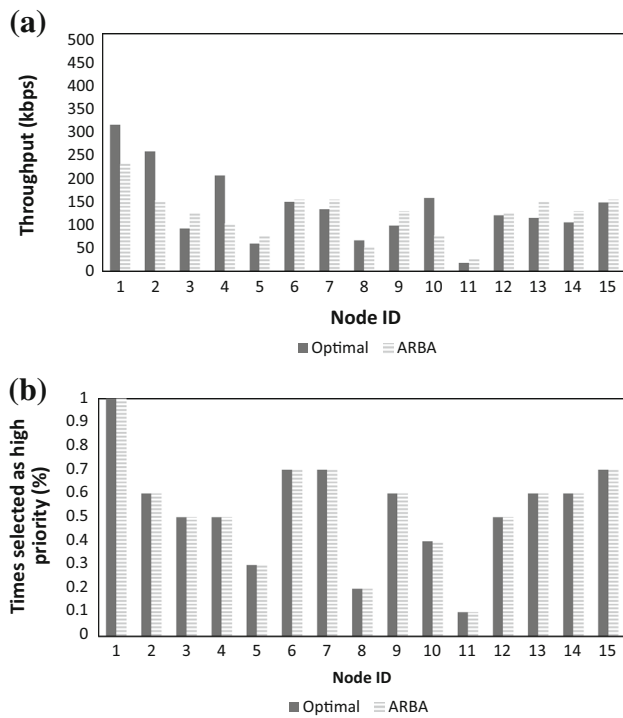 (a)
Throughput (kbps)
500
450
400
350
300
250
200
150
100
50
0
1 2 3 4 5 6 7 8 9 10 11 12 13 14 15
Node ID
Optimal ARBA
(b)
Times selected as high
priority (%)
1
0.9
0.8
0.7
0.6
0.5
0.4
0.3
0.2
0.1
0
1 2 3 4 5 6 7 8 9 10 11 12 13 14 15
Node ID
Optimal ARBA